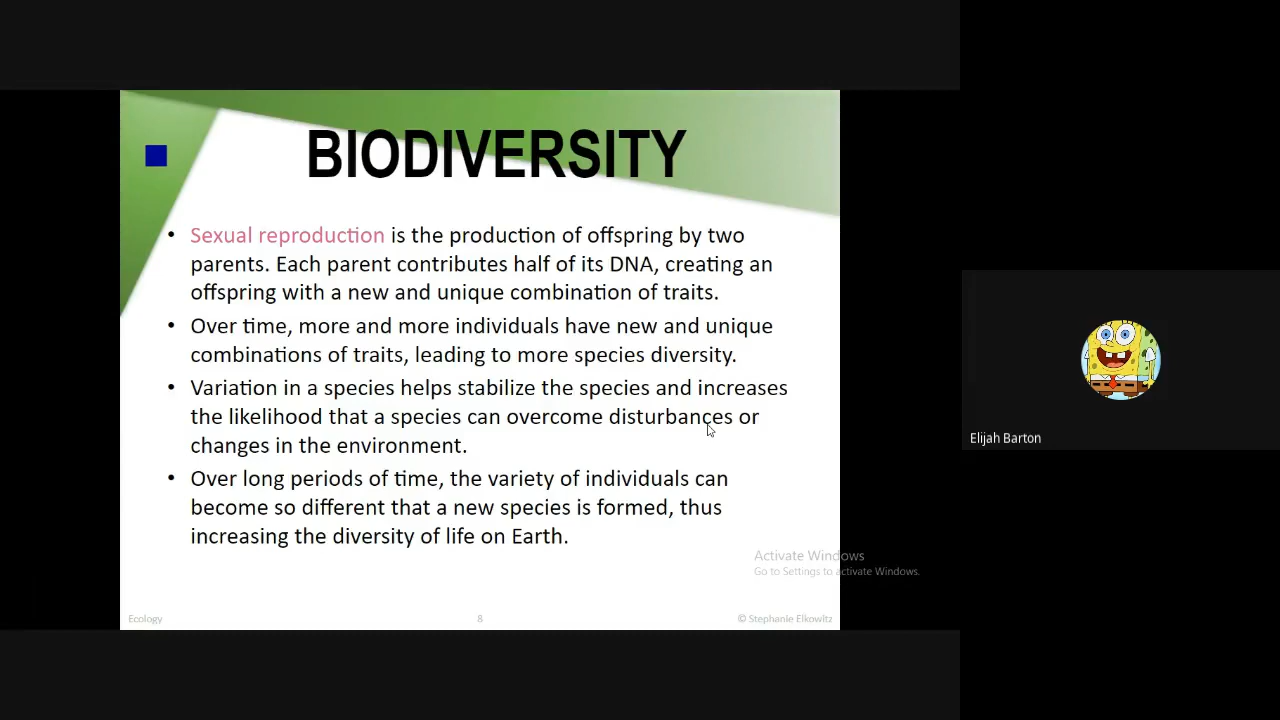 BIODIVERSITY
• Sexual reproduction is the production of offspring by two
parents. Each parent contributes half of its DNA, creating an
offspring with a new and unique combination of traits.
• Over time, more and more individuals have new and unique
combinations of traits, leading to more species diversity.
• Variation in a species helps stabilize the species and increases
the likelihood that a species can overcome disturbances or
changes in the environment.
• Over long periods of time, the variety of individuals can
become so different that a new species is formed, thus
increasing the diversity of life on Earth.
Ecology
8
© Stephanie Elkowitz
Activate Windows
Go to Settings to activate Windows.
Elijah Barton